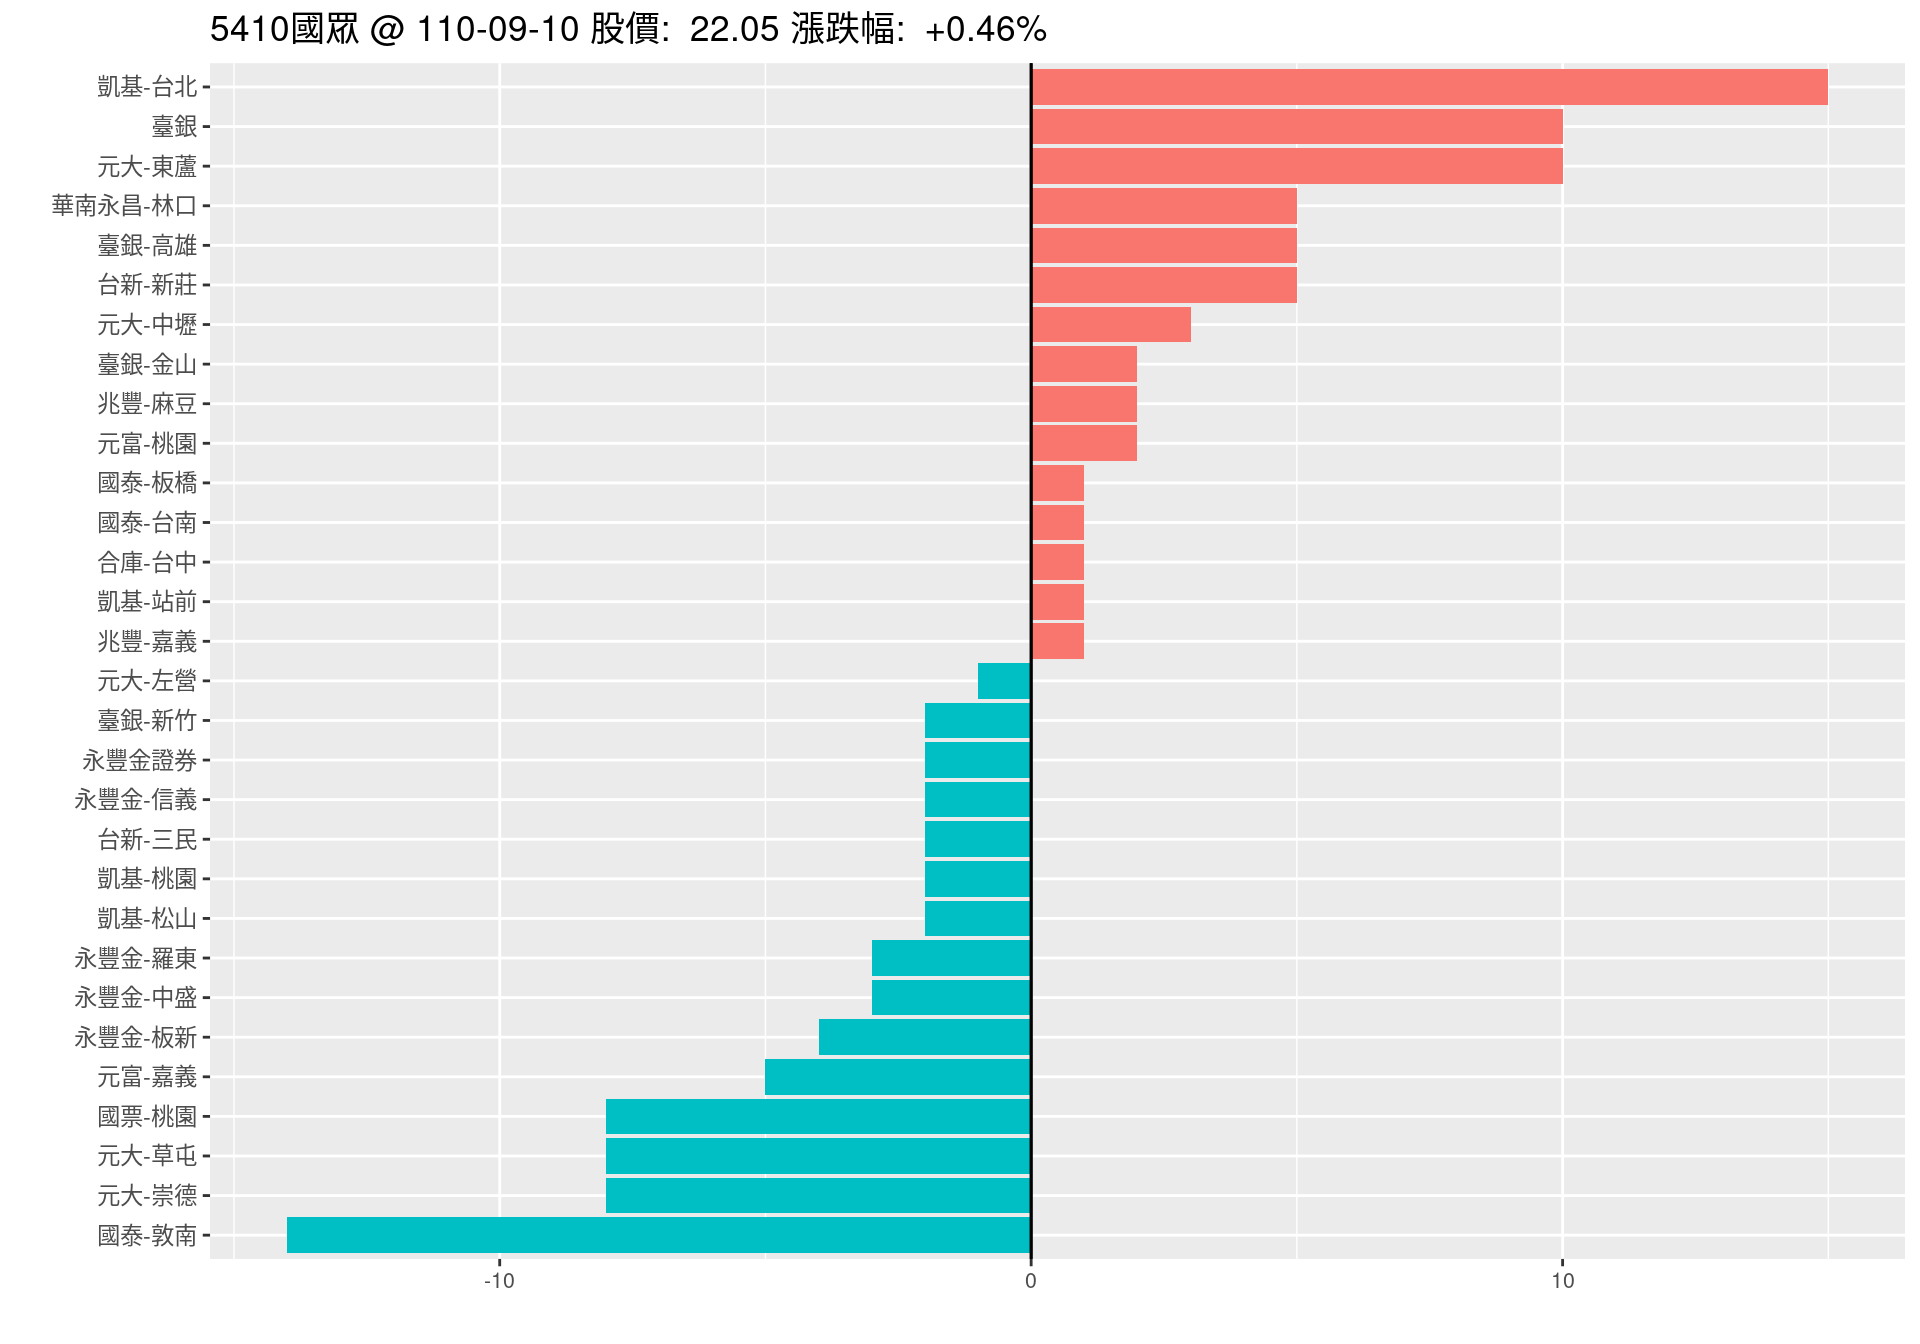 5410國眾 @ 110-09-10 股價: 22.05 漲跌幅: +0.46%
凱基-台北
臺銀
元大-東蘆
華南永昌-林口
臺銀-高雄
台新-新莊
元大-中壢
臺銀-金山
兆豐-麻豆
元富-桃園
國泰-板橋
國泰-台南
合庫-台中
凱基-站前
兆豐-嘉義
元大-左營
臺銀-新竹
永豐金證券
永豐金-信義
台新-三民
凱基-桃園
凱基-松山
永豐金-羅東
永豐金-中盛
永豐金-板新
元富-嘉義
國票-桃園
元大-草屯
元大-崇德
國泰-敦南
-10 0 10